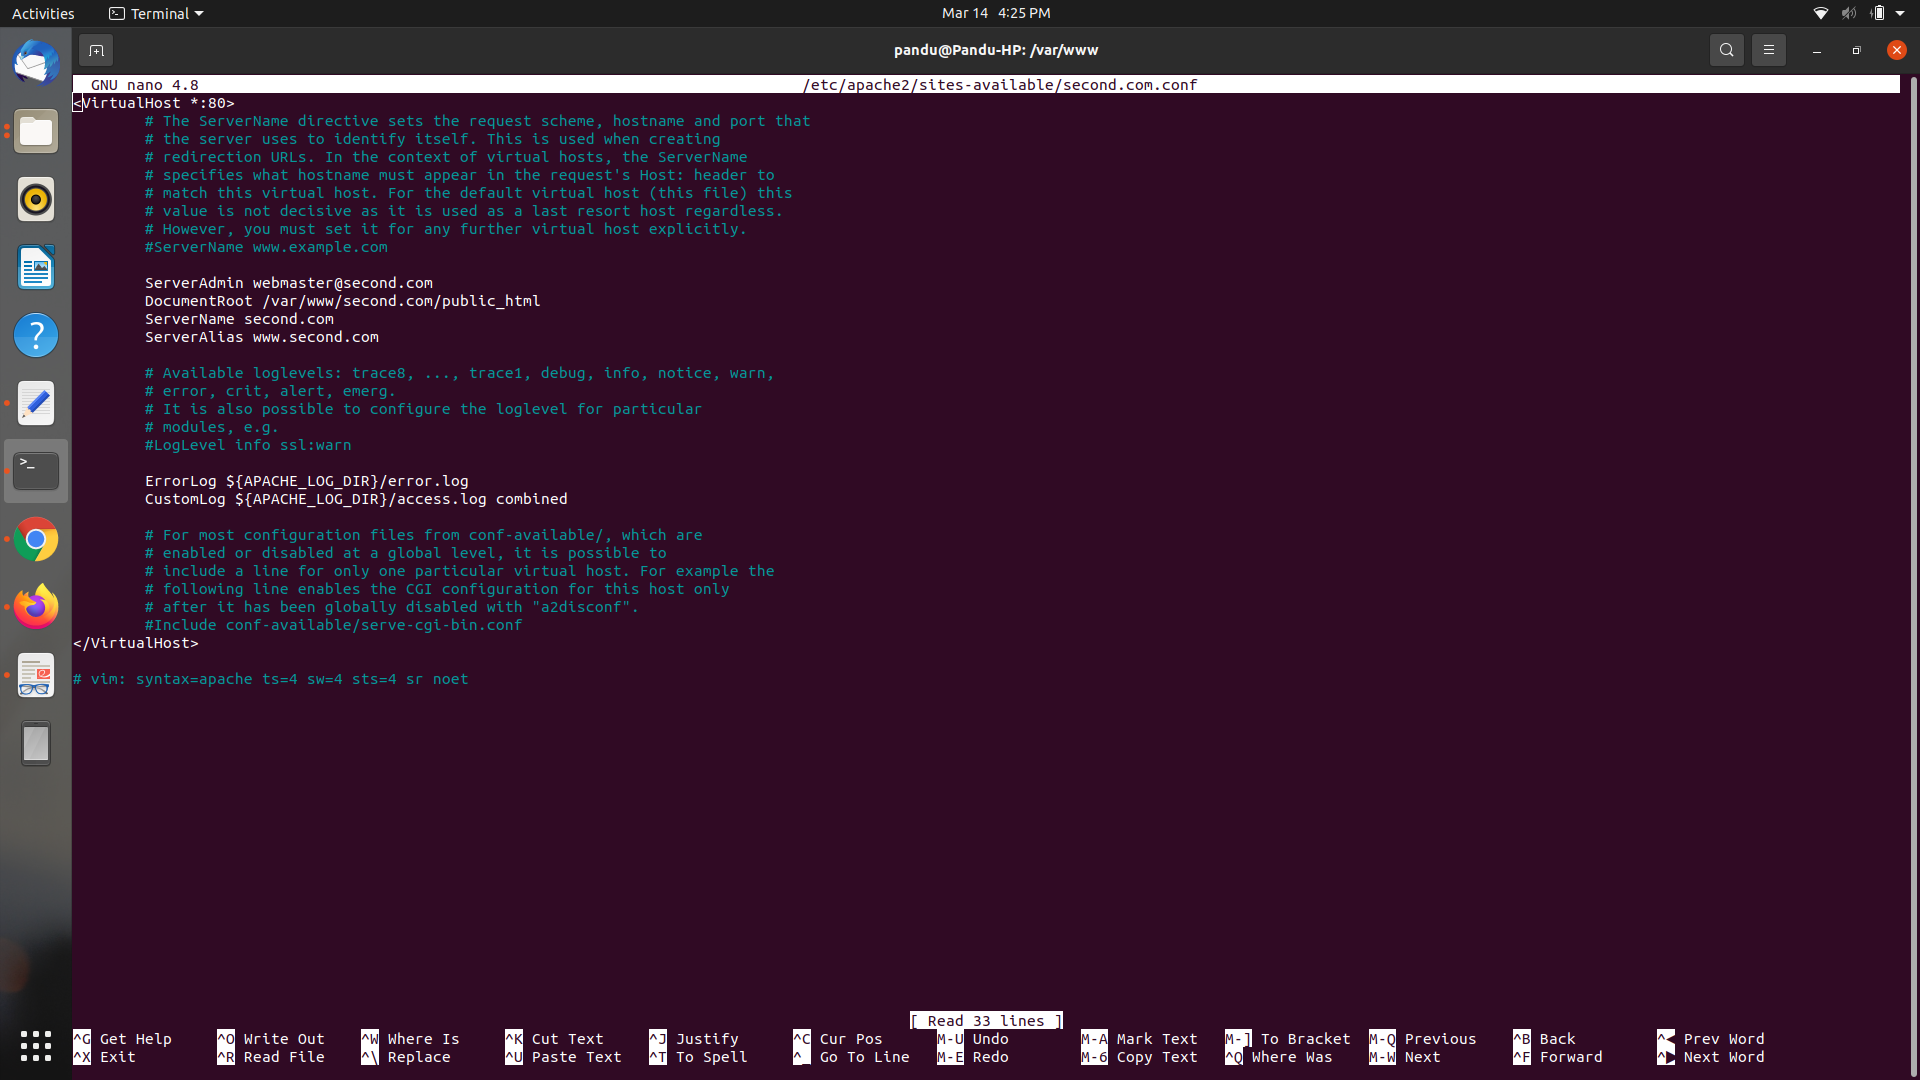 Activities Terminal Mar 14 4:25 PM
pandu@Pandu-HP: /var/www
GNU nano 4.8 /etc/apache2/sites-available/second.com.conf
<VirtualHost *:80>
# The ServerName directive sets the request scheme, hostname and port that
# the server uses to identify itself. This is used when creating
# redirection URLs. In the context of virtual hosts, the ServerName
# specifies what hostname must appear in the request's Host: header to
# match this virtual host. For the default virtual host (this file) this
# value is not decisive as it is used as a last resort host regardless.
# However, you must set it for any further virtual host explicitly.
#ServerName www.example.com
ServerAdmin webmaster@second.com
DocumentRoot /var/www/second.com/public_html
ServerName second.com
ServerAlias www.second.com
# Available loglevels: trace8, ..., trace1, debug, info, notice, warn,
# error, crit, alert, emerg.
# It is also possible to configure the loglevel for particular
# modules, e.g.
#LogLevel info ssl:warn
ErrorLog ${APACHE_LOG_DIR}/error.log
CustomLog ${APACHE_LOG_DIR}/access.log combined
# For most configuration files from conf-available/, which are
# enabled or disabled at a global level, it is possible to
# include a line for only one particular virtual host. For example the
# following line enables the CGI configuration for this host only
# after it has been globally disabled with "a2disconf".
#Include conf-available/serve-cgi-bin.conf
</VirtualHost>
# vim: syntax=apache ts=4 sw=4 sts=4 sr noet
[ Read 33 lines ]
^G Get Help ^O Write Out ^W Where Is ^K Cut Text ^J Justify ^C Cur Pos M-U Undo M-A Mark Text M-] To Bracket M-Q Previous ^B Back ^◀ Prev Word
^X Exit ^R Read File ^\ Replace ^U Paste Text ^T To Spell ^_ Go To Line M-E Redo M-6 Copy Text ^Q Where Was M-W Next ^F Forward ^▶ Next Word